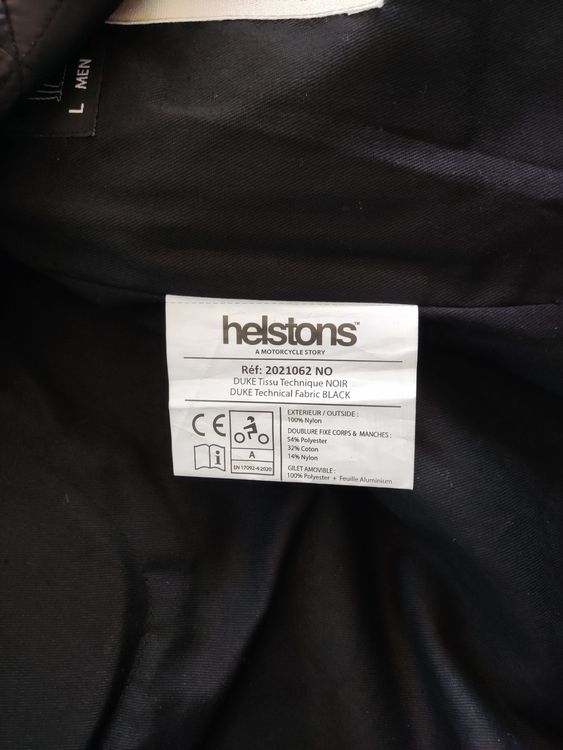 L MEN
helstons™
A MOTORCYCLE STORY
Réf: 2021062 NO
DUKE Tissu Technique NOIR
DUKE Technical Fabric BLACK
CE
i
A
EN 17092-4:2020
EXTERIEUR / OUTSIDE :
100% Nylon
DOUBLURE FIXE CORPS & MANCHES :
54% Polyester
32% Coton
14% Nylon
GILET AMOVIBLE :
100% Polyester + Feuille Aluminium